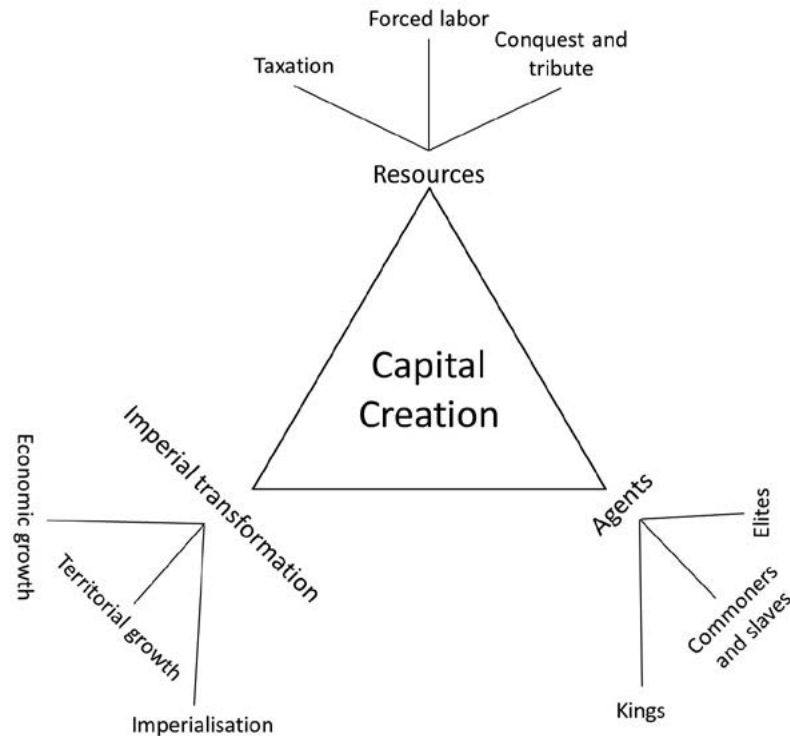 Forced labor
Taxation
Conquest and
tribute
Resources
Capital
Creation
Imperial transformation
Economic growth
Territorial growth
Imperialisation
Agents
Elites
Commoners
and slaves
Kings